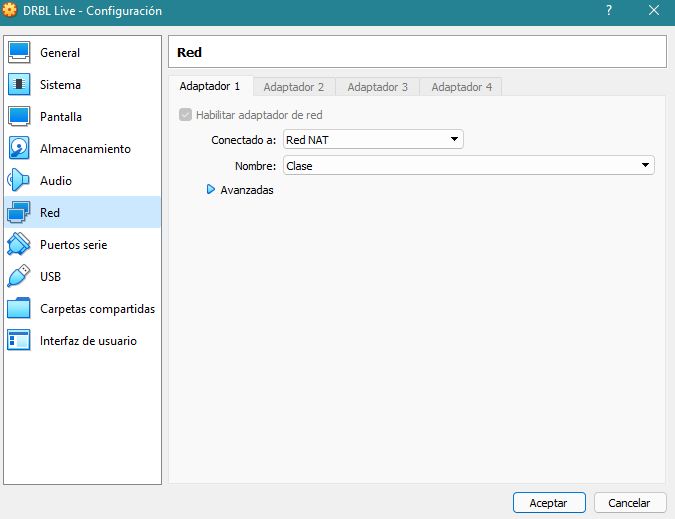 DRBL Live - Configuración
?
General
Sistema
Pantalla
Almacenamiento
Audio
Red
Puertos serie
USB
Carpetas compartidas
Interfaz de usuario
Red
Adaptador 1 Adaptador 2 Adaptador 3 Adaptador 4
Habilitar adaptador de red
Conectado a: Red NAT
Nombre: Clase
Avanzadas
Aceptar Cancelar